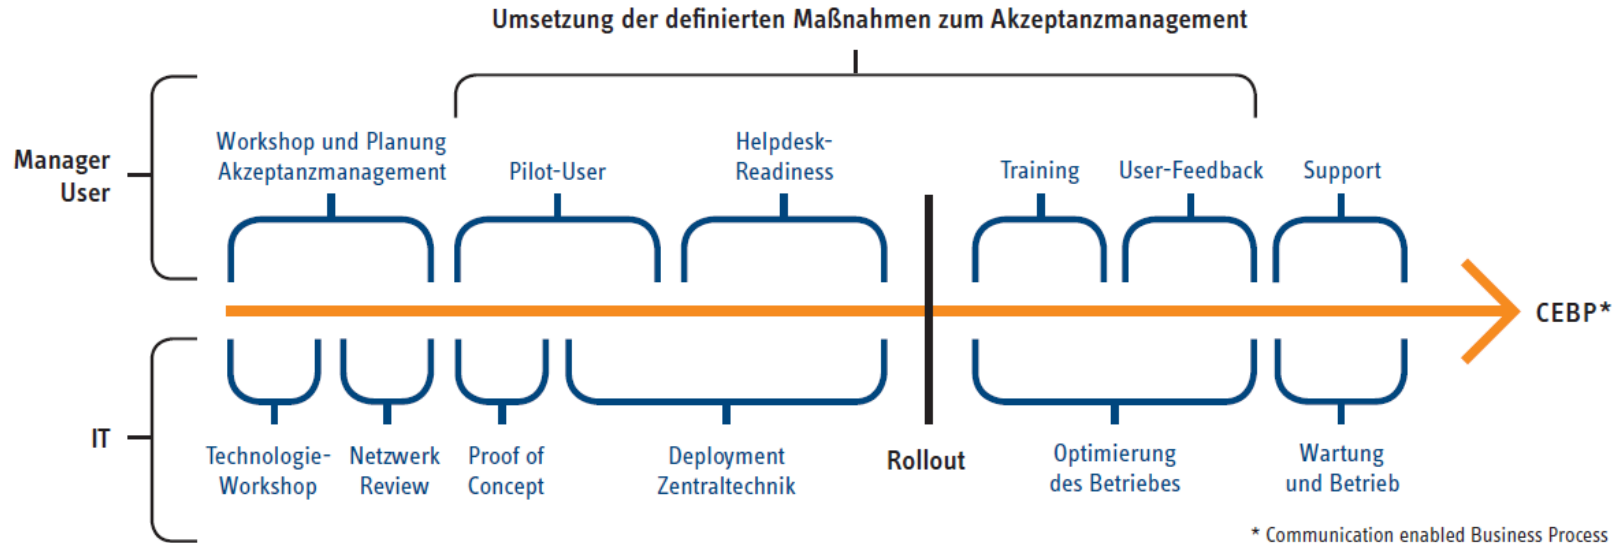 Umsetzung der definierten Maßnahmen zum Akzeptanzmanagement
Manager
User
Workshop und Planung
Akzeptanzmanagement
Pilot-User
Helpdesk-
Readiness
Training
User-Feedback
Support
CEBP*
IT
Technologie-
Workshop
Netzwerk
Review
Proof of
Concept
Deployment
Zentraltechnik
Rollout
Optimierung
des Betriebes
Wartung
und Betrieb
* Communication enabled Business Process